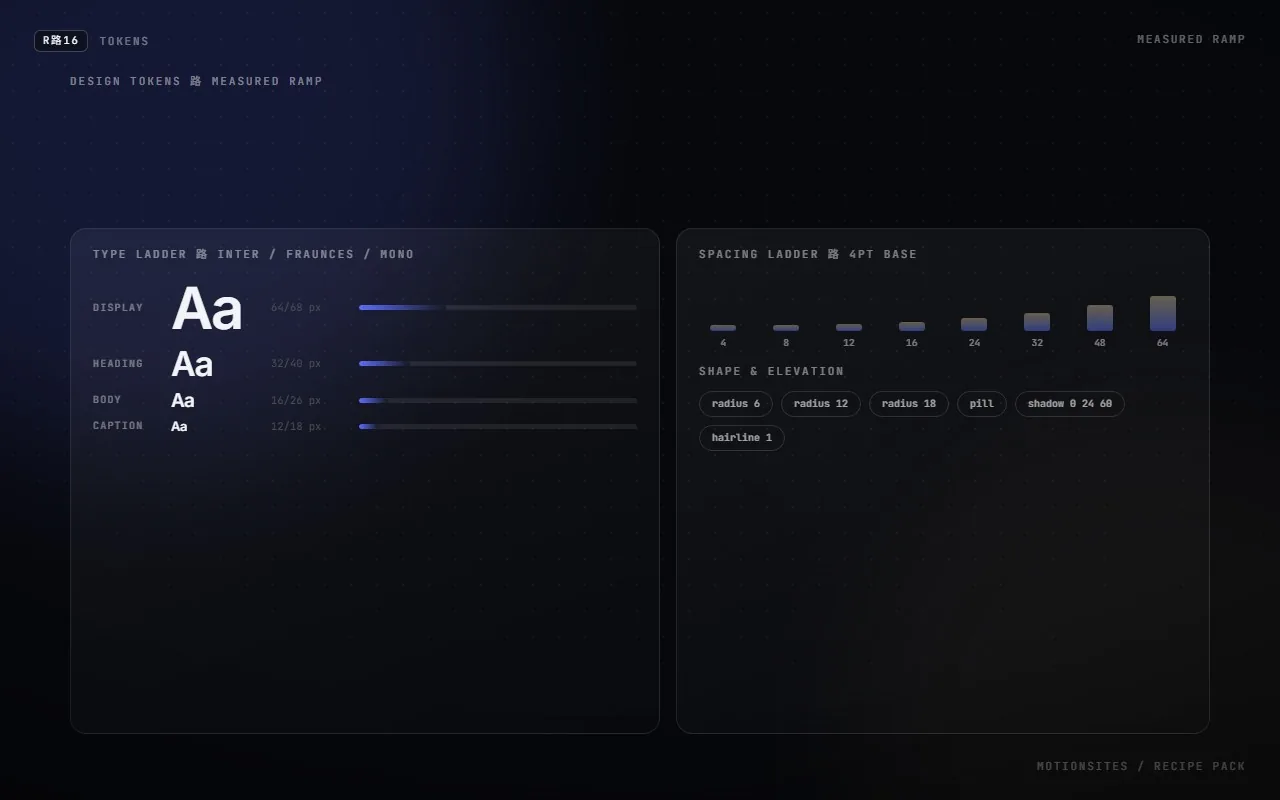 R路16 TOKENS
MEASURED RAMP
DESIGN TOKENS 路 MEASURED RAMP
TYPE LADDER 路 INTER / FRAUNCES / MONO
DISPLAY Aa 64/68 px
HEADING Aa 32/40 px
BODY Aa 16/26 px
CAPTION Aa 12/18 px
SPACING LADDER 路 4PT BASE
4 8 12 16 24 32 48 64
SHAPE & ELEVATION
radius 6 radius 12 radius 18 pill shadow 0 24 60
hairline 1
MOTIONSITES / RECIPE PACK